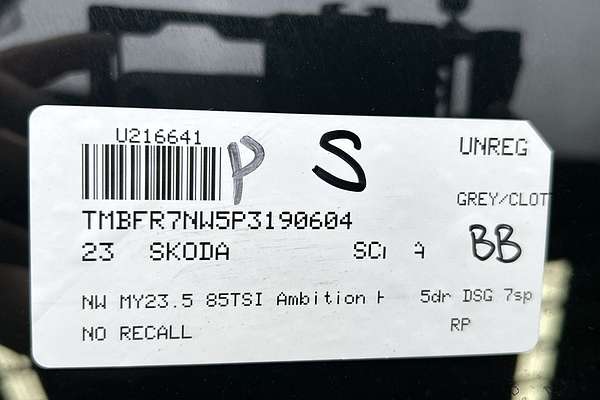 U216641
P
S
UNREG
TMBFR7NW5P3190604
GREY/CLOT
23 SKODA
BB
NW MY23.5 85TSI Ambition 5dr DSG 7sp
NO RECALL
RP